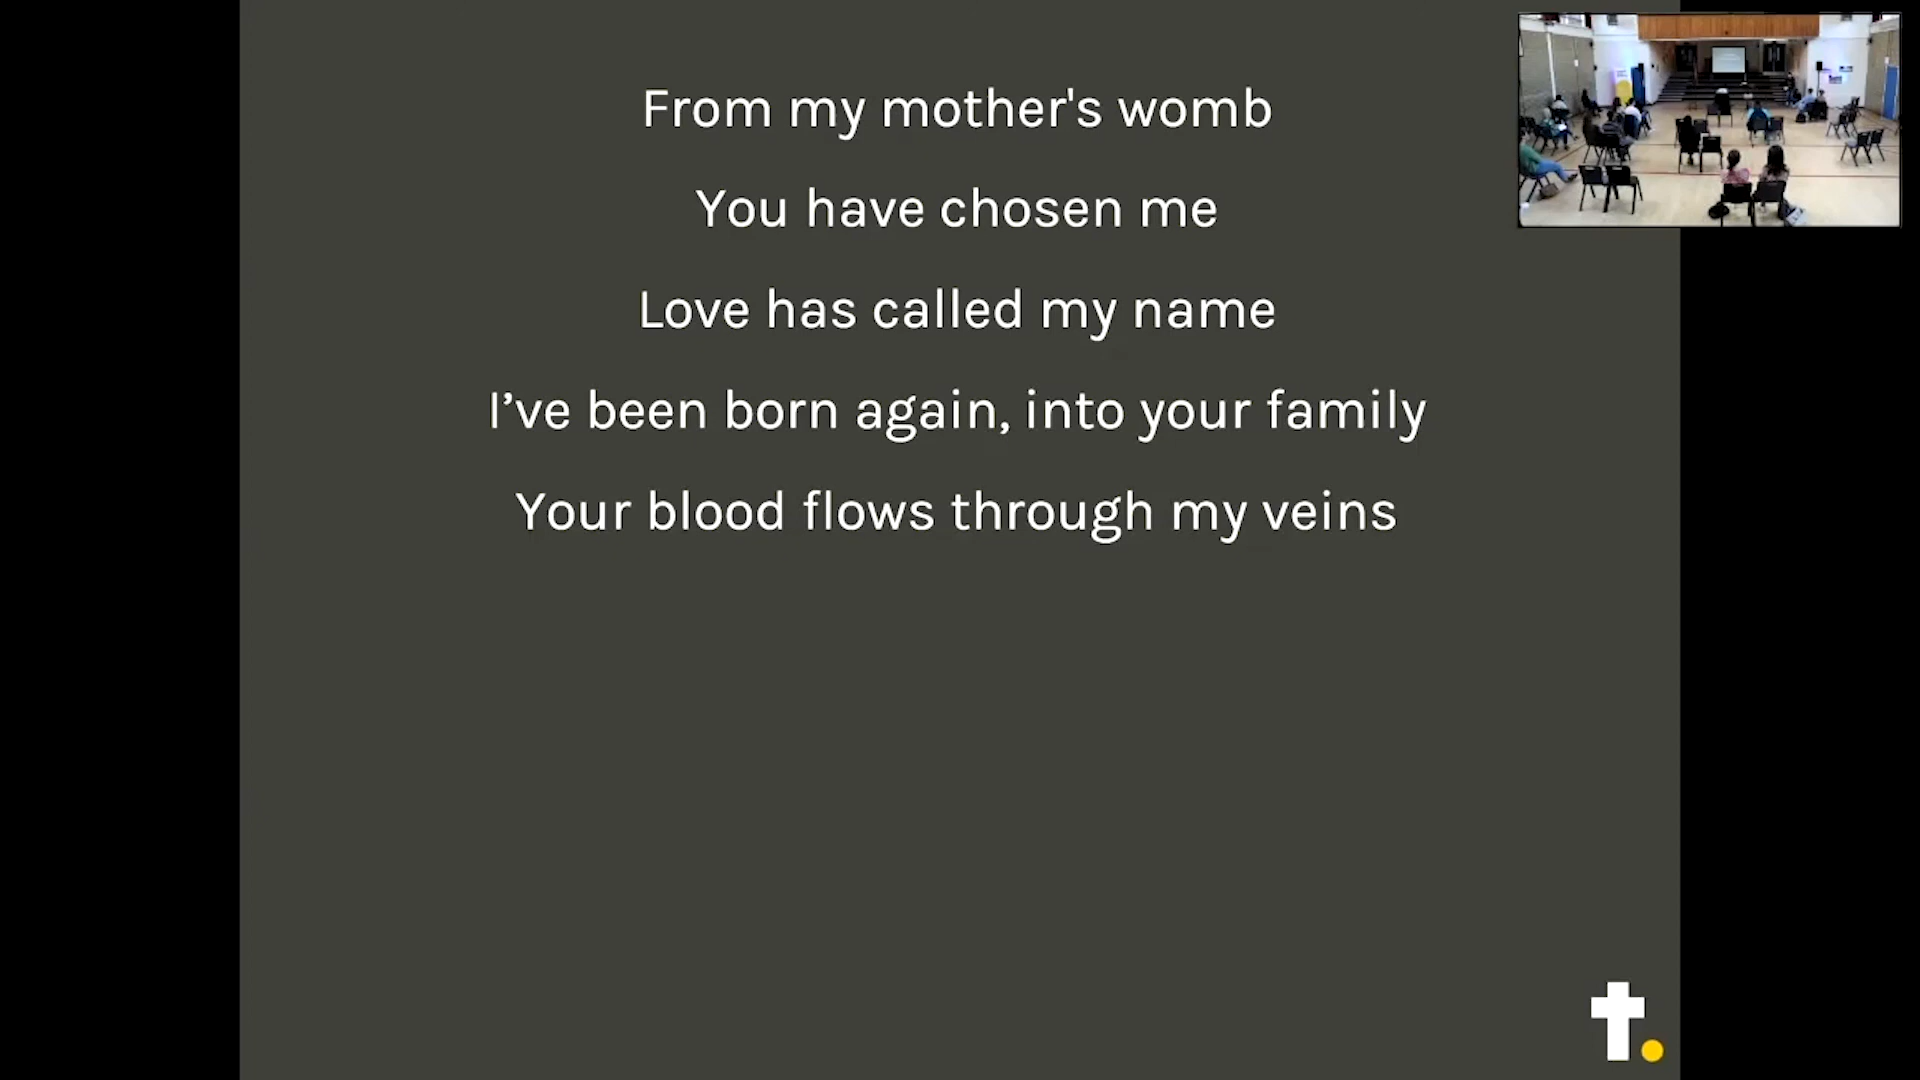 From my mother's womb
You have chosen me
Love has called my name
I’ve been born again, into your family
Your blood flows through my veins